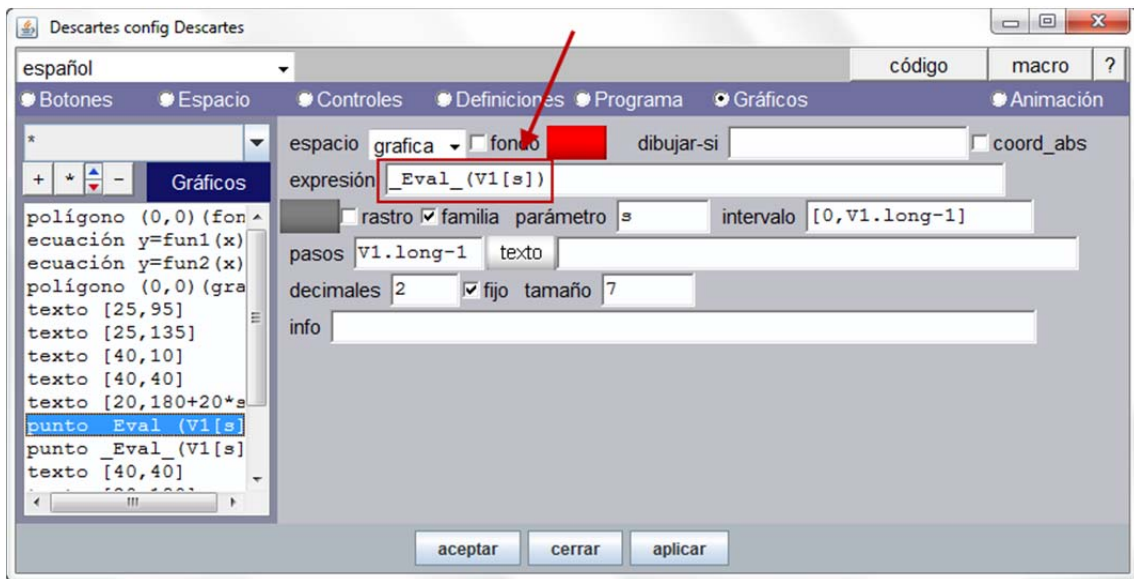 Descartes config Descartes
español código macro ?
Botones Espacio Controles Definiciones Programa Gráficos Animación
* espacio grafica fondo dibujar-si coord_abs
+ * - Gráficos expresión _Eval_(V1[s])
rastro familia parámetro s intervalo [0,V1.long-1]
pasos V1.long-1 texto
decimales 2 fijo tamaño 7
info
polígono (0,0)(fon
ecuación y=fun1(x)
ecuación y=fun2(x)
polígono (0,0)(gra
texto [25,95]
texto [25,135]
texto [40,10]
texto [40,40]
texto [20,180+20*s
punto _Eval_(V1[s]
punto _Eval_(V1[s]
texto [40,40]
aceptar cerrar aplicar